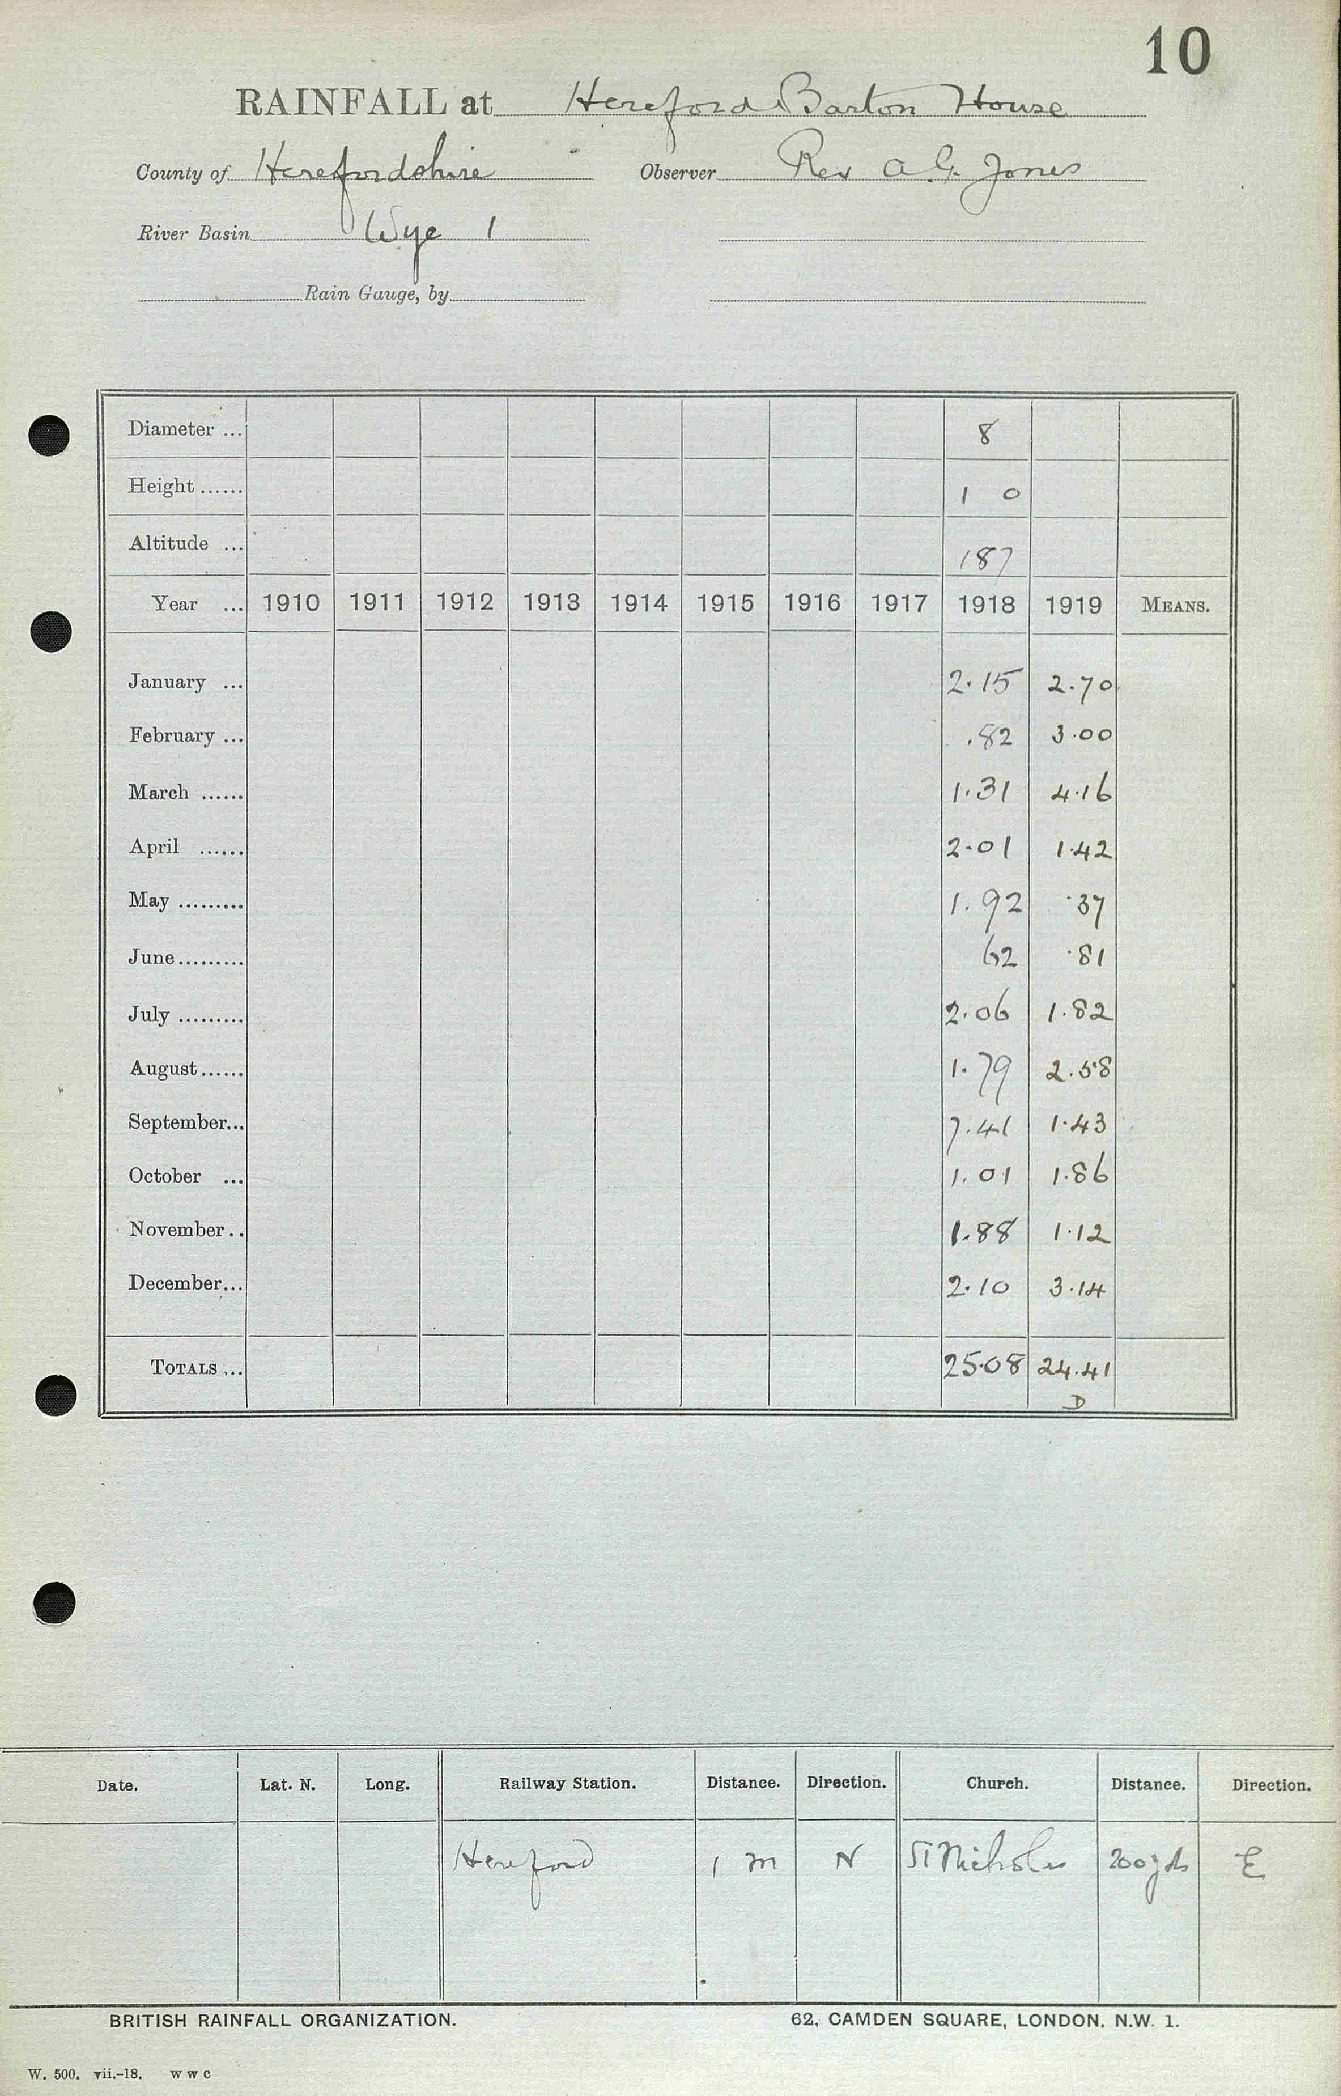 10
RAINFALL at Hereford Barton House
County of Herefordshire Observer Rev A. G. Jones
River Basin Wye 1
Rain Gauge, by
Diameter ... 8
Height ...... 1 0
Altitude ... 187
Year ... 1910 1911 1912 1913 1914 1915 1916 1917 1918 1919 MEANS.
January ... 2.15 2.70
February ... .82 3.00
March ...... 1.31 4.16
April ...... 2.01 1.42
May ......... 1.92 .37
June ......... 62 .81
July ......... 2.06 1.82
August ...... 1.79 2.58
September... 7.41 1.43
October ... 1.01 1.86
November .. 1.88 1.12
December... 2.10 3.14
TOTALS ... 25.08 24.41
D
Date. Lat. N. Long. Railway Station. Distance. Direction. Church. Distance. Direction.
Hereford 1 m N St Nicholas 200 yds E
BRITISH RAINFALL ORGANIZATION. 62, CAMDEN SQUARE, LONDON. N.W. 1.
W. 500. vii.-18. W W C